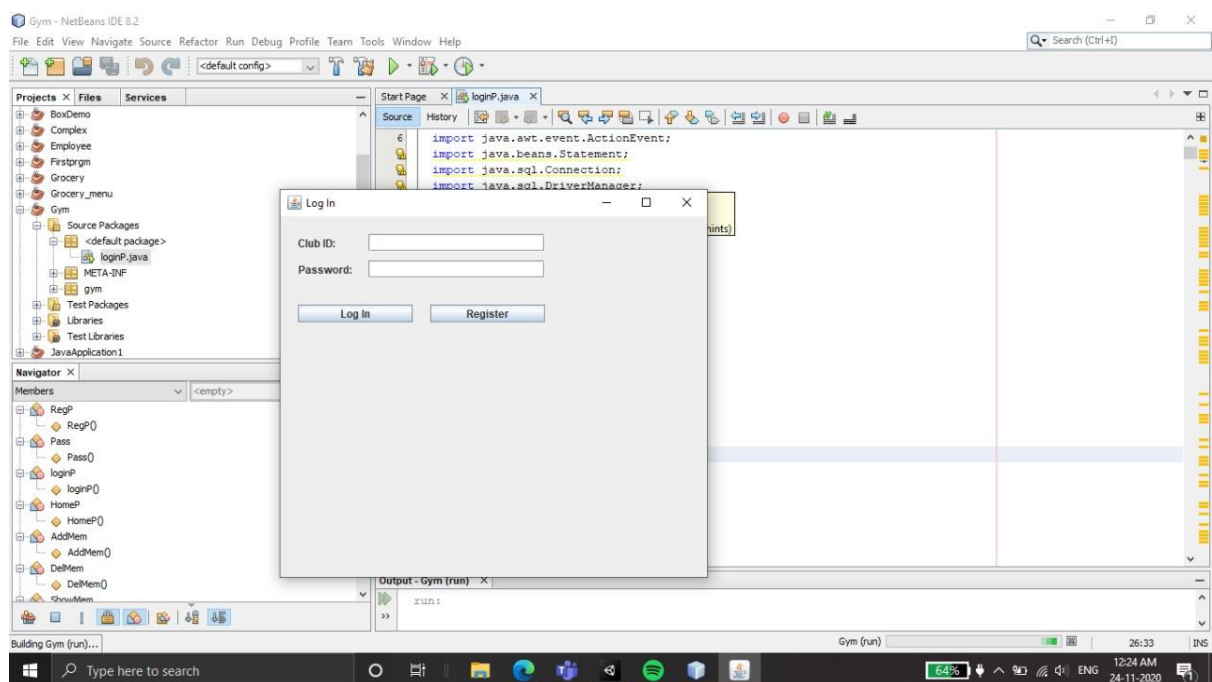 Gym - NetBeans IDE 8.2
File Edit View Navigate Source Refactor Run Debug Profile Team Tools Window Help
Search (Ctrl+I)
<default config>
Projects Files Services
BoxDemo
Complex
Employee
Firstprgm
Grocery
Grocery_menu
Gym
Source Packages
<default package>
loginP.java
META-INF
gym
Test Packages
Libraries
Test Libraries
JavaApplication1
Navigator
Members <empty>
RegP
RegP()
Pass
Pass()
loginP
loginP()
HomeP
HomeP()
AddMem
AddMem()
DelMem
DelMem()
ShowMem
Start Page loginP.java
Source History
6 import java.awt.event.ActionEvent;
import java.beans.Statement;
import java.sql.Connection;
import java.sql.DriverManager;
hints)
Log In
Club ID:
Password:
Log In Register
Output - Gym (run)
run:
Building Gym (run)...
Gym (run)
26:33 INS
Type here to search
64% ENG 12:24 AM
24-11-2020